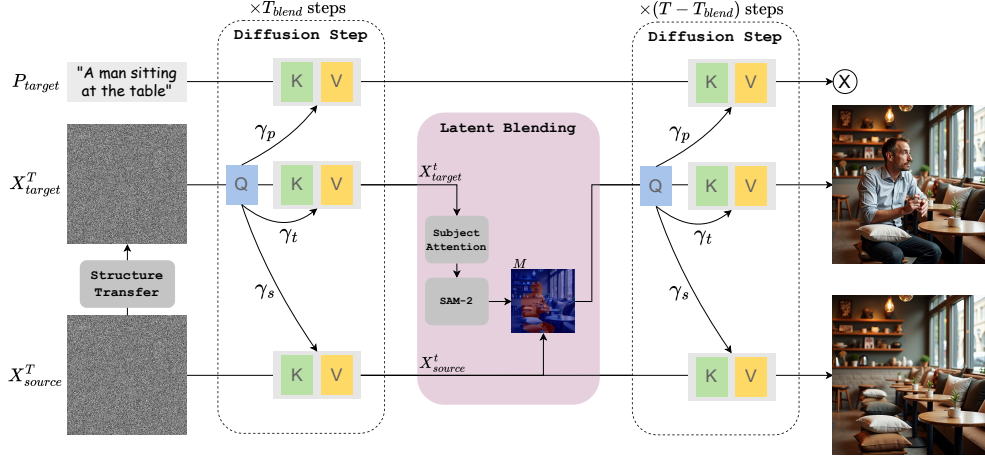 ×T_blend steps
×(T − T_blend) steps
Diffusion Step
Diffusion Step
P_target
"A man sitting
at the table"
K V
K V
X
Latent Blending
γ_p
γ_p
X^T_target
Q
K V
X^t_target
Q
K V
γ_t
γ_t
Subject
Attention
Structure
Transfer
γ_s
M
γ_s
SAM-2
X^T_source
K V
X^t_source
K V